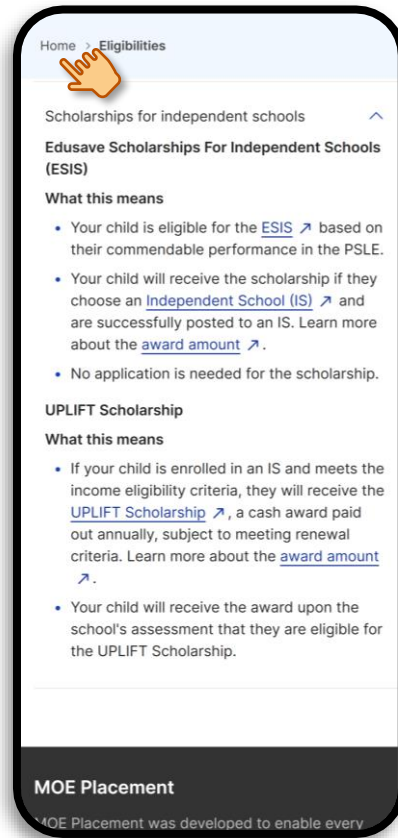 Home > Eligibilities
Scholarships for independent schools
Edusave Scholarships For Independent Schools
(ESIS)
What this means
• Your child is eligible for the ESIS ↗ based on
their commendable performance in the PSLE.
• Your child will receive the scholarship if they
choose an Independent School (IS) ↗ and
are successfully posted to an IS. Learn more
about the award amount ↗.
• No application is needed for the scholarship.
UPLIFT Scholarship
What this means
• If your child is enrolled in an IS and meets the
income eligibility criteria, they will receive the
UPLIFT Scholarship ↗, a cash award paid
out annually, subject to meeting renewal
criteria. Learn more about the award amount
↗.
• Your child will receive the award upon the
school's assessment that they are eligible for
the UPLIFT Scholarship.
MOE Placement
MOE Placement was developed to enable every